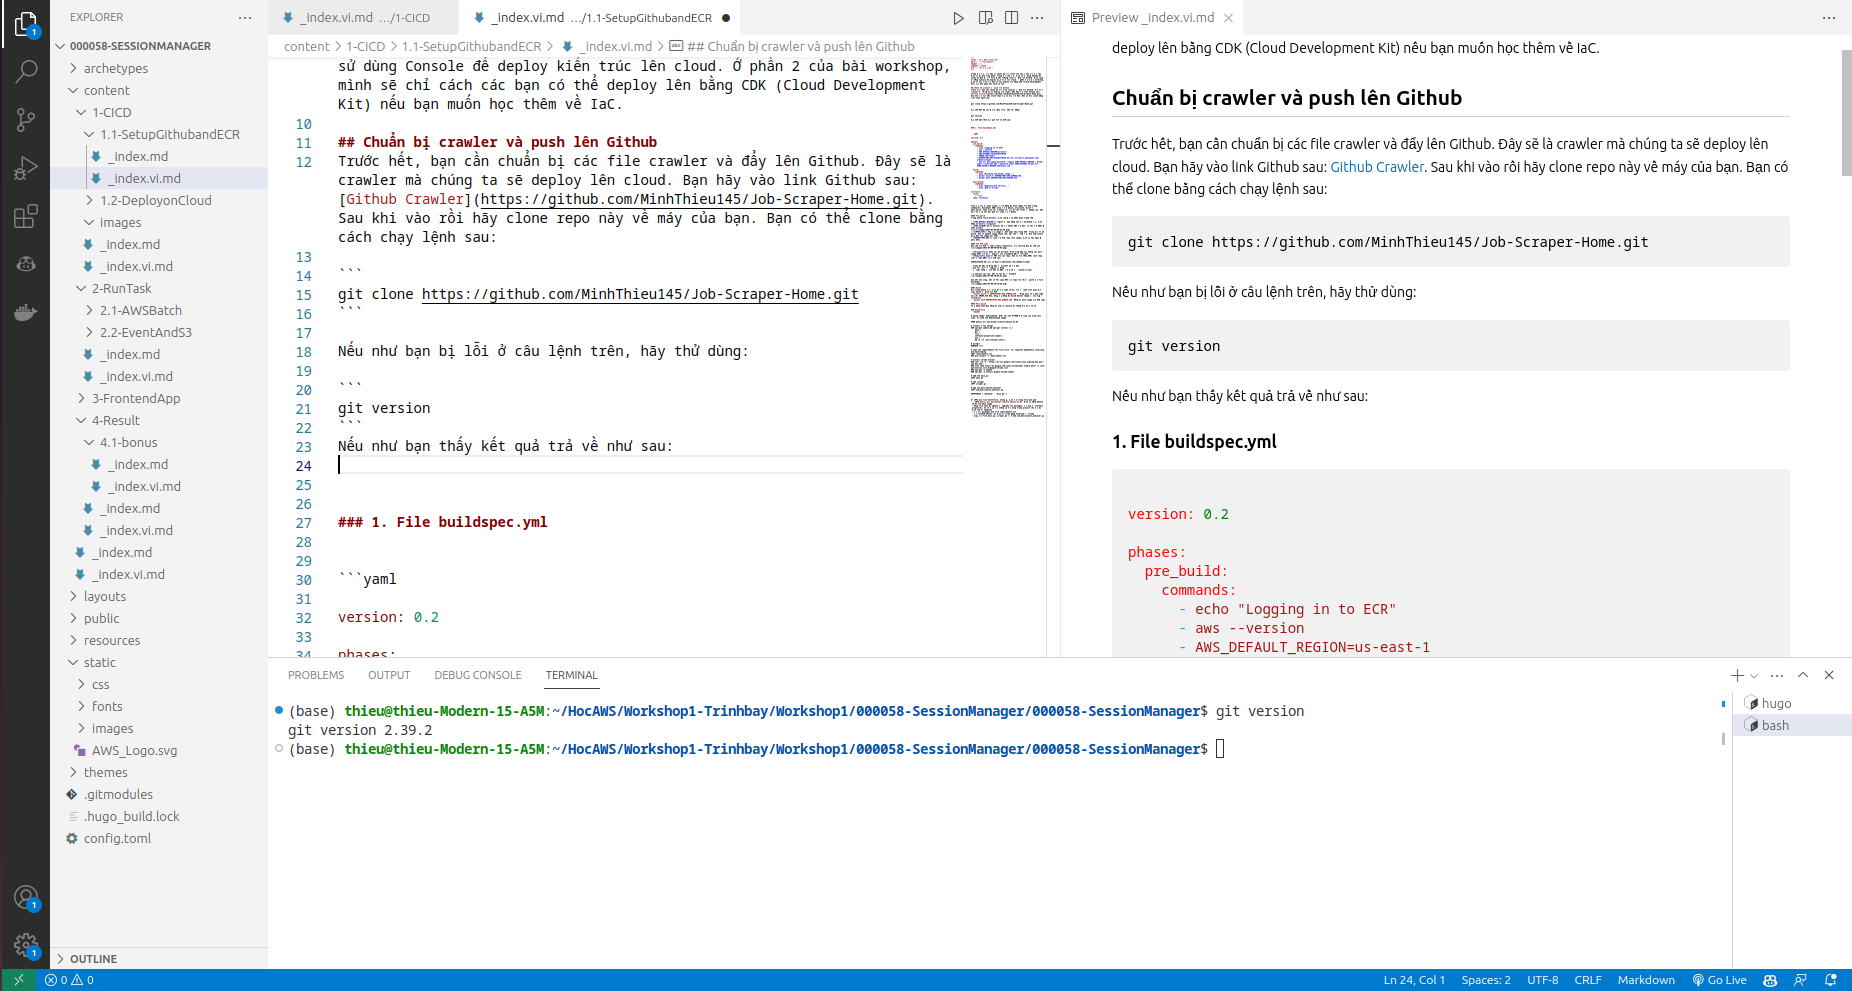 EXPLORER
000058-SESSIONMANAGER
archetypes
content
1-CICD
1.1-SetupGithubandECR
_index.md
_index.vi.md
1.2-DeployonCloud
images
_index.md
_index.vi.md
2-RunTask
2.1-AWSBatch
2.2-EventAndS3
_index.md
_index.vi.md
3-FrontendApp
4-Result
4.1-bonus
_index.md
_index.vi.md
_index.md
_index.vi.md
_index.md
_index.vi.md
layouts
public
resources
static
css
fonts
images
AWS_Logo.svg
themes
.gitmodules
.hugo_build.lock
config.toml
OUTLINE
_index.vi.md .../1-CICD
_index.vi.md .../1.1-SetupGithubandECR
content > 1-CICD > 1.1-SetupGithubandECR > _index.vi.md > ## Chuẩn bị crawler và push lên Github
sử dụng Console để deploy kiến trúc lên cloud. Ở phần 2 của bài workshop,
mình sẽ chỉ cách các bạn có thể deploy lên bằng CDK (Cloud Development
Kit) nếu bạn muốn học thêm về IaC.
10
11 ## Chuẩn bị crawler và push lên Github
12 Trước hết, bạn cần chuẩn bị các file crawler và đẩy lên Github. Đây sẽ là
crawler mà chúng ta sẽ deploy lên cloud. Bạn hãy vào link Github sau:
[Github Crawler](https://github.com/MinhThieu145/Job-Scraper-Home.git).
Sau khi vào rồi hãy clone repo này về máy của bạn. Bạn có thể clone bằng
cách chạy lệnh sau:
13
14 ```
15 git clone https://github.com/MinhThieu145/Job-Scraper-Home.git
16 ```
17
18 Nếu như bạn bị lỗi ở câu lệnh trên, hãy thử dùng:
19
20 ```
21 git version
22 ```
23 Nếu như bạn thấy kết quả trả về như sau:
24
25
26
27 ### 1. File buildspec.yml
28
29
30 ```yaml
31
32 version: 0.2
33
34 phases:
Preview _index.vi.md
deploy lên bằng CDK (Cloud Development Kit) nếu bạn muốn học thêm về IaC.
Chuẩn bị crawler và push lên Github
Trước hết, bạn cần chuẩn bị các file crawler và đẩy lên Github. Đây sẽ là crawler mà chúng ta sẽ deploy lên
cloud. Bạn hãy vào link Github sau: Github Crawler. Sau khi vào rồi hãy clone repo này về máy của bạn. Bạn có
thể clone bằng cách chạy lệnh sau:
git clone https://github.com/MinhThieu145/Job-Scraper-Home.git
Nếu như bạn bị lỗi ở câu lệnh trên, hãy thử dùng:
git version
Nếu như bạn thấy kết quả trả về như sau:
1. File buildspec.yml
version: 0.2
phases:
pre_build:
commands:
- echo "Logging in to ECR"
- aws --version
- AWS_DEFAULT_REGION=us-east-1
PROBLEMS OUTPUT DEBUG CONSOLE TERMINAL
(base) thieu@thieu-Modern-15-A5M:~/HocAWS/Workshop1-Trinhbay/Workshop1/000058-SessionManager/000058-SessionManager$ git version
git version 2.39.2
(base) thieu@thieu-Modern-15-A5M:~/HocAWS/Workshop1-Trinhbay/Workshop1/000058-SessionManager/000058-SessionManager$
hugo
bash
1
1
1
0 0
Ln 24, Col 1 Spaces: 2 UTF-8 CRLF Markdown Go Live